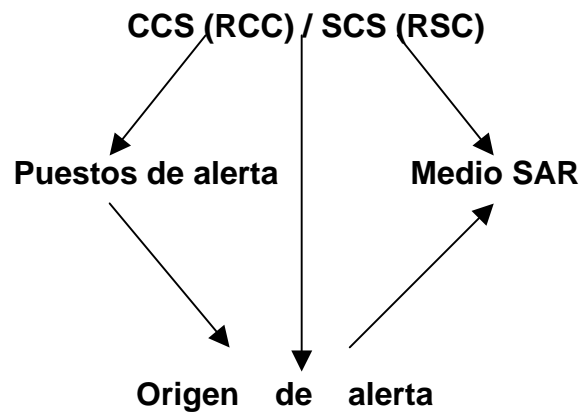 CCS (RCC) / SCS (RSC)
Puestos de alerta Medio SAR
Origen de alerta